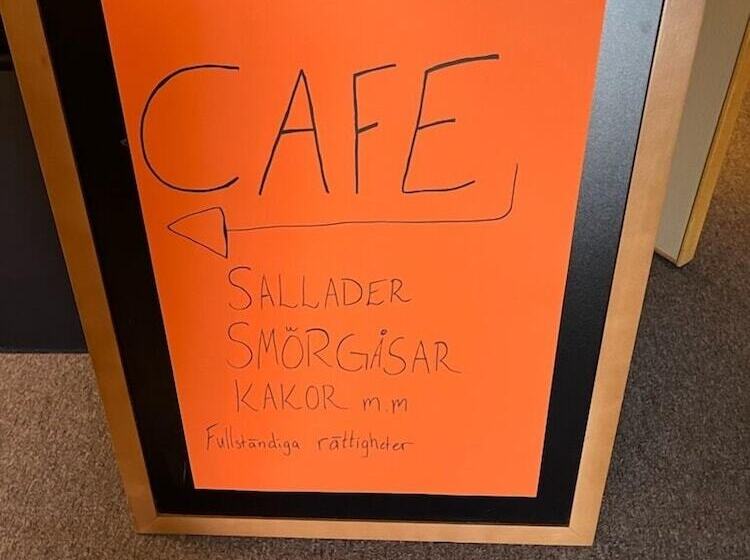 CAFE
SALLADER
SMÖRGÅSAR
KAKOR m.m
Fullständiga rättigheter